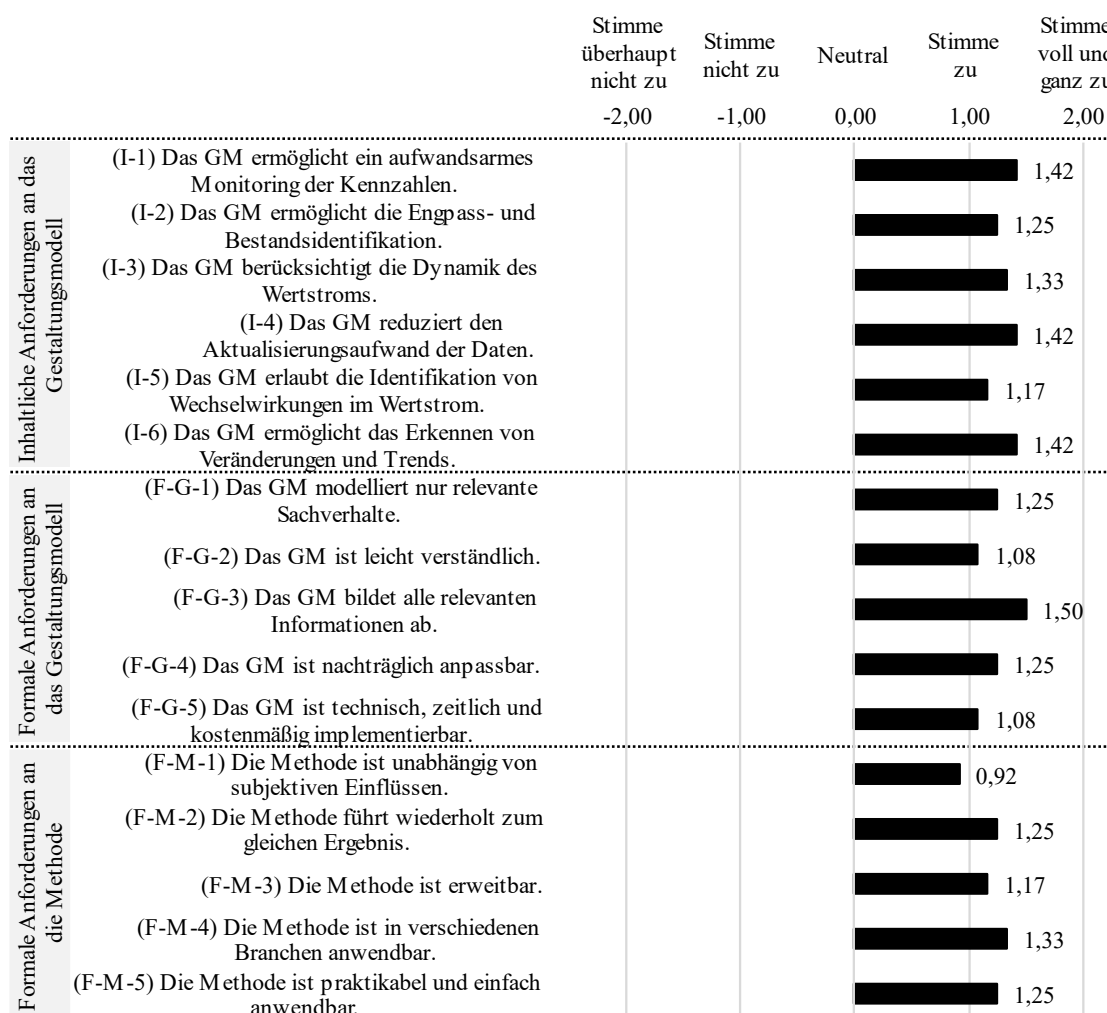 Stimme
überhaupt
nicht zu
Stimme
nicht zu
Neutral
Stimme
zu
Stimme
voll und
ganz zu
-2,00 -1,00 0,00 1,00 2,00
Inhaltliche Anforderungen an das
Gestaltungsmodell
(I-1) Das GM ermöglicht ein aufwandsarmes
Monitoring der Kennzahlen.
1,42
(I-2) Das GM ermöglicht die Engpass- und
Bestandsidentifikation.
1,25
(I-3) Das GM berücksichtigt die Dynamik des
Wertstroms.
1,33
(I-4) Das GM reduziert den
Aktualisierungsaufwand der Daten.
1,42
(I-5) Das GM erlaubt die Identifikation von
Wechselwirkungen im Wertstrom.
1,17
(I-6) Das GM ermöglicht das Erkennen von
Veränderungen und Trends.
1,42
Formale Anforderungen an
das Gestaltungsmodell
(F-G-1) Das GM modelliert nur relevante
Sachverhalte.
1,25
(F-G-2) Das GM ist leicht verständlich.
1,08
(F-G-3) Das GM bildet alle relevanten
Informationen ab.
1,50
(F-G-4) Das GM ist nachträglich anpassbar.
1,25
(F-G-5) Das GM ist technisch, zeitlich und
kostenmäßig implementierbar.
1,08
Formale Anforderungen an
die Methode
(F-M-1) Die Methode ist unabhängig von
subjektiven Einflüssen.
0,92
(F-M-2) Die Methode führt wiederholt zum
gleichen Ergebnis.
1,25
(F-M-3) Die Methode ist erweitbar.
1,17
(F-M-4) Die Methode ist in verschiedenen
Branchen anwendbar.
1,33
(F-M-5) Die Methode ist praktikabel und einfach
anwendbar.
1,25